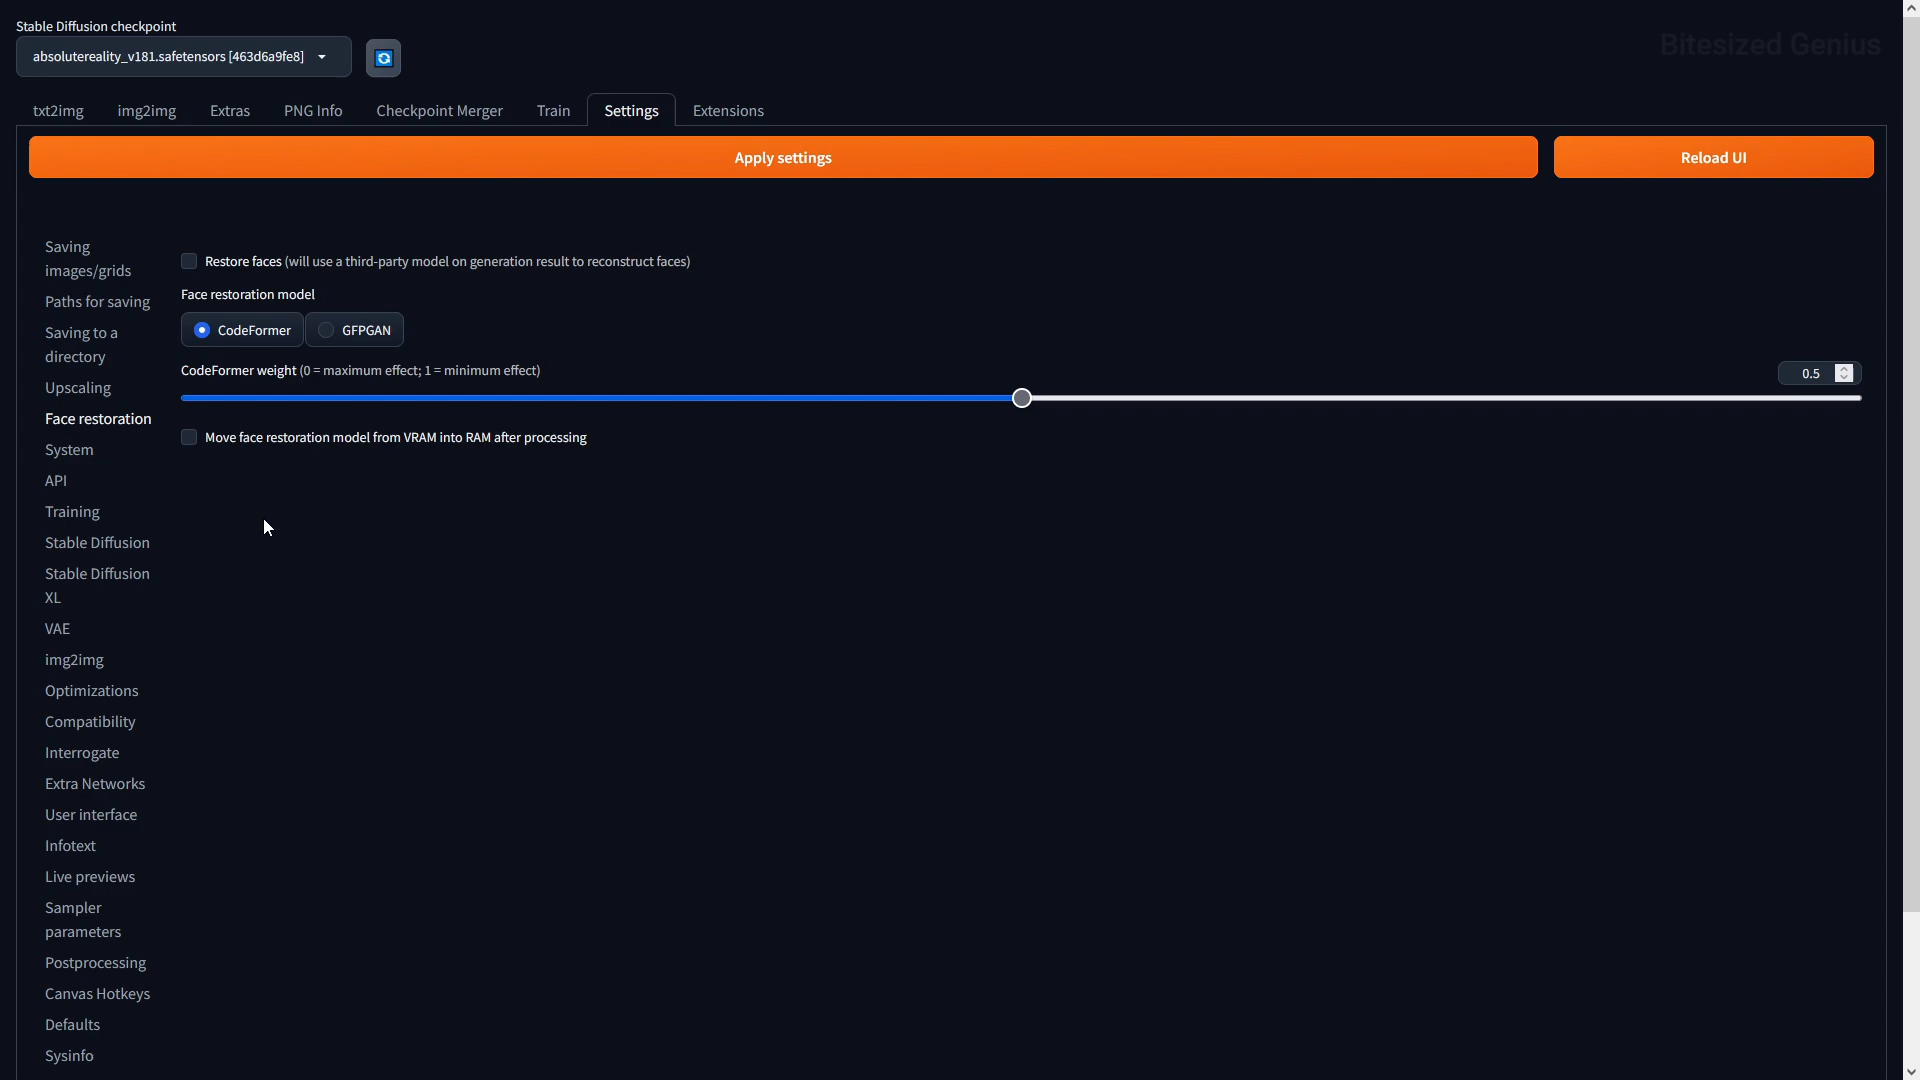 Stable Diffusion checkpoint
absolutereality_v181.safetensors [463d6a9fe8]
Bitesized Genius
txt2img img2img Extras PNG Info Checkpoint Merger Train Settings Extensions
Apply settings Reload UI
Saving
images/grids
Paths for saving
Saving to a
directory
Upscaling
Face restoration
System
API
Training
Stable Diffusion
Stable Diffusion
XL
VAE
img2img
Optimizations
Compatibility
Interrogate
Extra Networks
User interface
Infotext
Live previews
Sampler
parameters
Postprocessing
Canvas Hotkeys
Defaults
Sysinfo
Restore faces (will use a third-party model on generation result to reconstruct faces)
Face restoration model
CodeFormer GFPGAN
CodeFormer weight (0 = maximum effect; 1 = minimum effect) 0.5
Move face restoration model from VRAM into RAM after processing